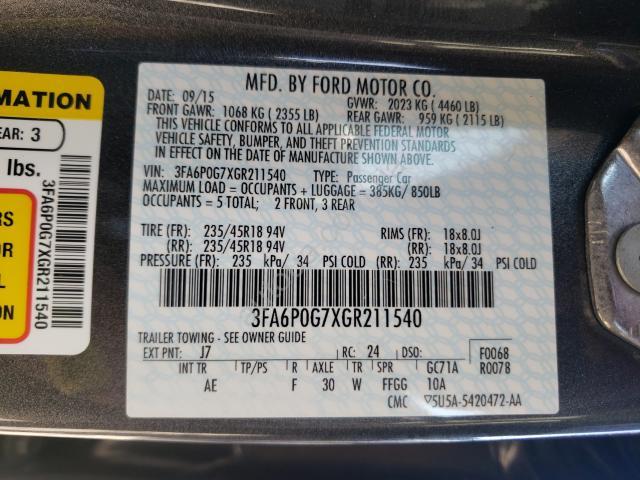 MFD. BY FORD MOTOR CO.
DATE: 09/15 GVWR: 2023 KG ( 4460 LB)
FRONT GAWR: 1068 KG ( 2355 LB) REAR GAWR: 959 KG ( 2115 LB)
THIS VEHICLE CONFORMS TO ALL APPLICABLE FEDERAL MOTOR
VEHICLE SAFETY, BUMPER, AND THEFT PREVENTION STANDARDS
IN EFFECT ON THE DATE OF MANUFACTURE SHOWN ABOVE.
VIN: 3FA6P0G7XGR211540 TYPE: Passenger Car
MAXIMUM LOAD = OCCUPANTS + LUGGAGE = 385KG/ 850LB
OCCUPANTS = 5 TOTAL: 2 FRONT, 3 REAR
TIRE (FR): 235/45R18 94V RIMS (FR): 18x8.0J
(RR): 235/45R18 94V (RR): 18x8.0J
PRESSURE (FR): 235 kPa/ 34 PSI COLD (RR): 235 kPa/ 34 PSI COLD
3FA6P0G7XGR211540
TRAILER TOWING - SEE OWNER GUIDE
EXT PNT: J7 RC: 24 DSO: F0068
INT TR TP/PS R AXLE TR SPR GC71A R0078
AE F 30 W FFGG 10A
CMC 5U5A-5420472-AA
RMATION
EAR: 3
lbs.
RS
OR
L
S
3FA6P0G7XGR211540